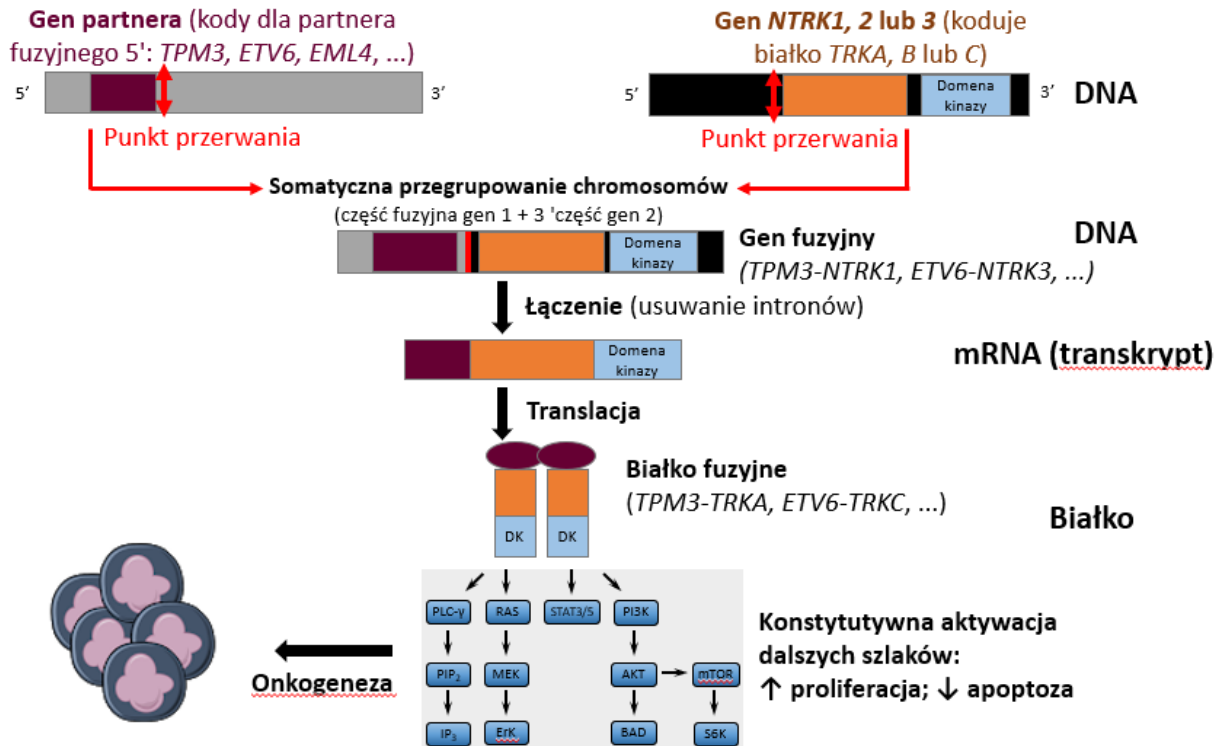 Gen partnera (kody dla partnera
fuzyjnego 5': TPM3, ETV6, EML4, ...)
Gen NTRK1, 2 lub 3 (koduje
białko TRKA, B lub C)
5’
3’
5’
Domena
kinazy
3’
DNA
Punkt przerwania
Punkt przerwania
Somatyczna przegrupowanie chromosomów
(część fuzyjna gen 1 + 3 'część gen 2)
Domena
kinazy
Gen fuzyjny
(TPM3-NTRK1, ETV6-NTRK3, ...)
DNA
Łączenie (usuwanie intronów)
Domena
kinazy
mRNA (transkrypt)
Translacja
Białko fuzyjne
(TPM3-TRKA, ETV6-TRKC, ...)
Białko
DK
DK
PLC-γ
RAS
STAT3/5
PI3K
PIP₂
MEK
AKT
mTOR
IP₃
ErK
BAD
S6K
Konstytutywna aktywacja
dalszych szlaków:
↑ proliferacja; ↓ apoptoza
Onkogeneza